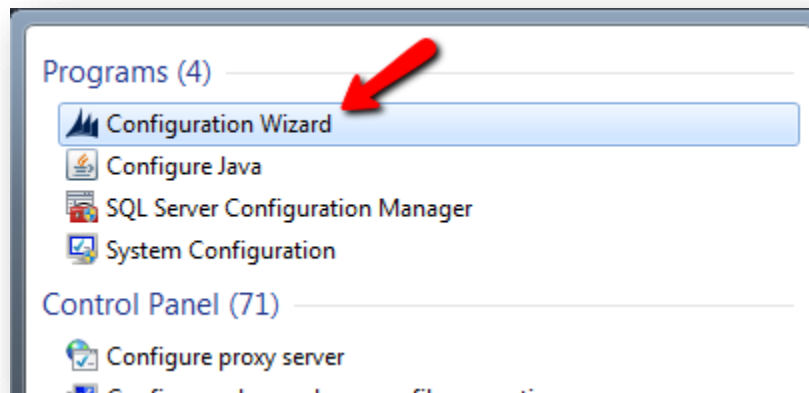 Programs (4)
Configuration Wizard
Configure Java
SQL Server Configuration Manager
System Configuration
Control Panel (71)
Configure proxy server